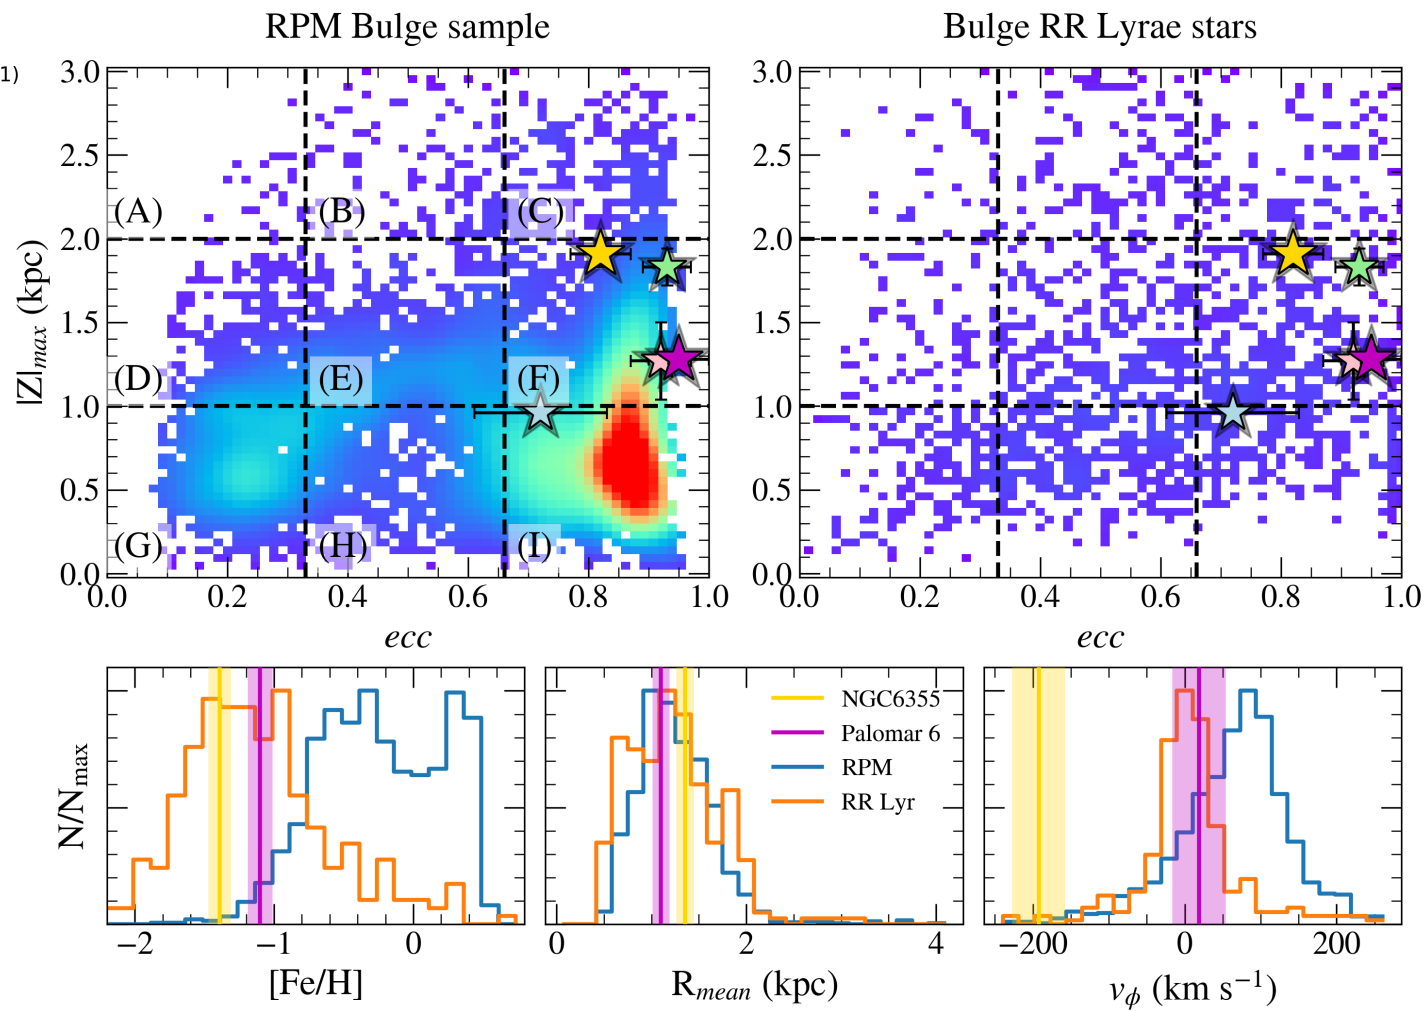 RPM Bulge sample
Bulge RR Lyrae stars
1)
3.0
2.5
2.0
1.5
1.0
0.5
0.0
|Z|max (kpc)
(A) (B) (C)
(D) (E) (F)
(G) (H) (I)
0.0 0.2 0.4 0.6 0.8 1.0
ecc
3.0
2.5
2.0
1.5
1.0
0.5
0.0
0.0 0.2 0.4 0.6 0.8 1.0
ecc
N/Nmax
−2 −1 0
[Fe/H]
NGC6355
Palomar 6
RPM
RR Lyr
0 2 4
Rmean (kpc)
−200 0 200
vϕ (km s⁻¹)